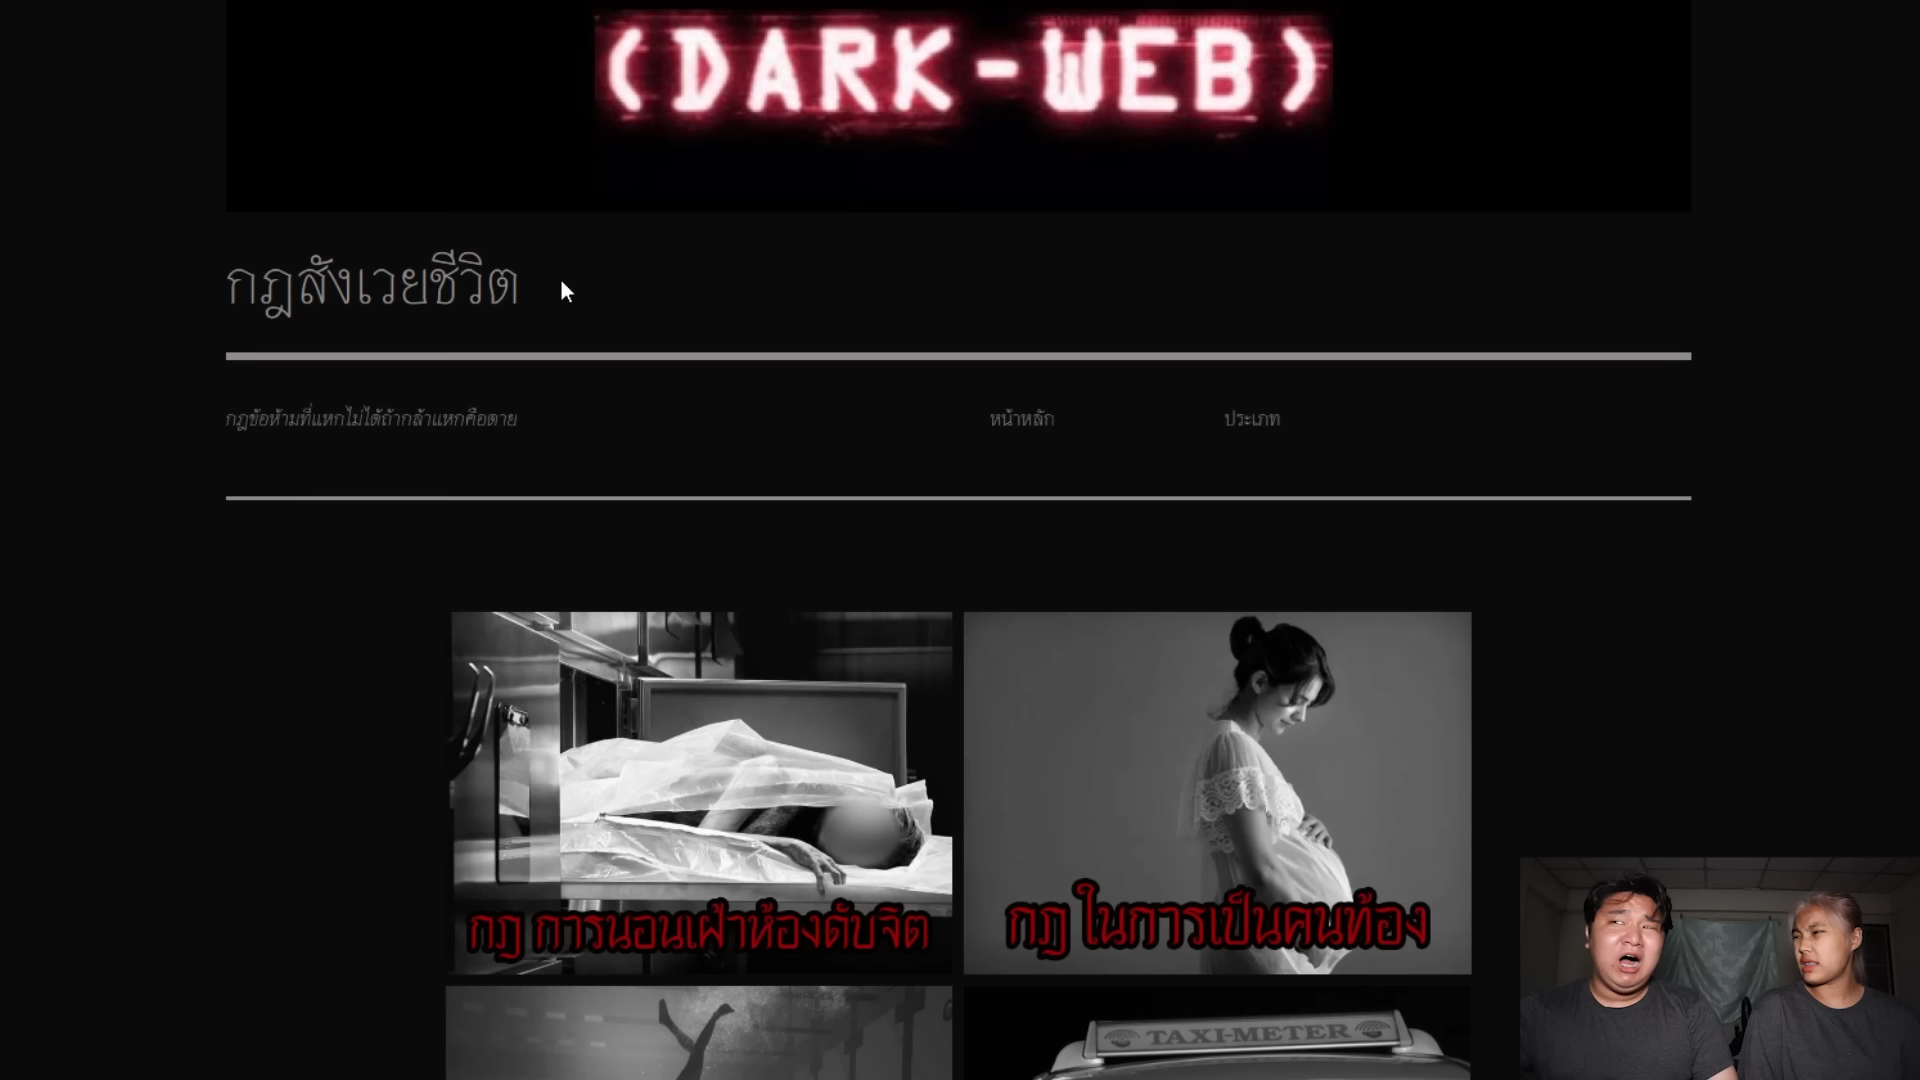 (DARK-WEB)
กฎสังเวยชีวิต
กฎข้อห้ามที่แหกไม่ได้ถ้ากล้าแหกคือตาย
หน้าหลัก
ประเภท
กฎ การนอนเฝ้าห้องดับจิต
กฎ ในการเป็นคนท้อง
TAXI-METER